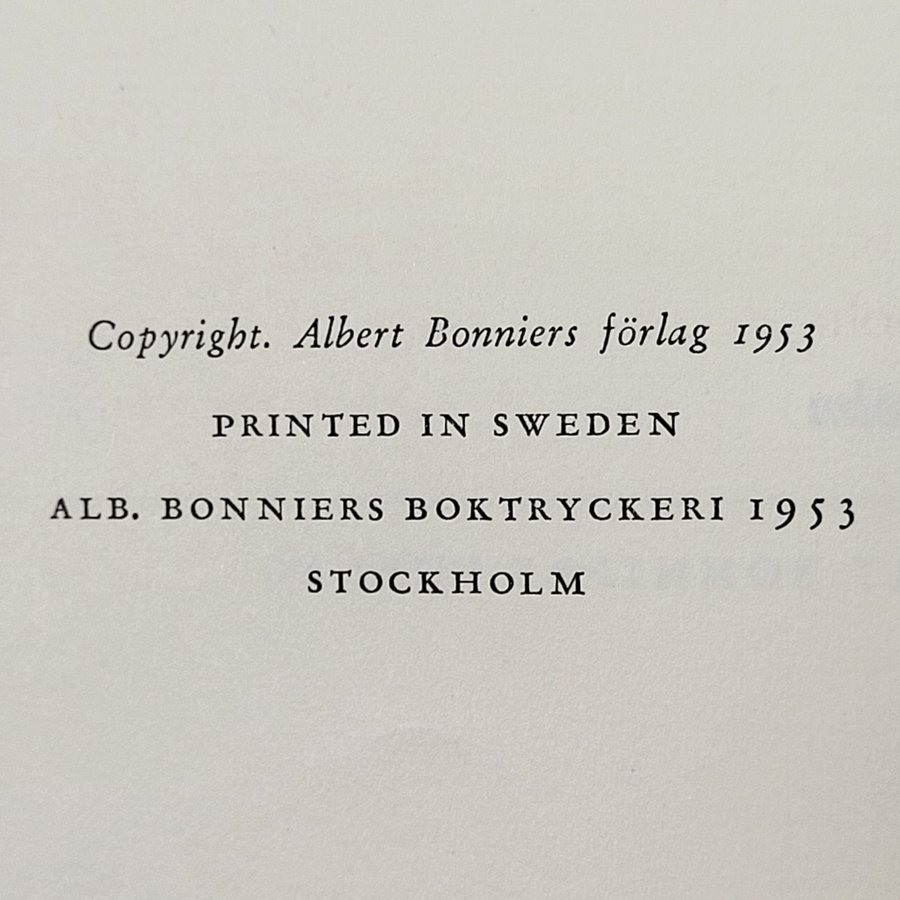 Copyright. Albert Bonniers förlag 1953
PRINTED IN SWEDEN
ALB. BONNIERS BOKTRYCKERI 1953
STOCKHOLM